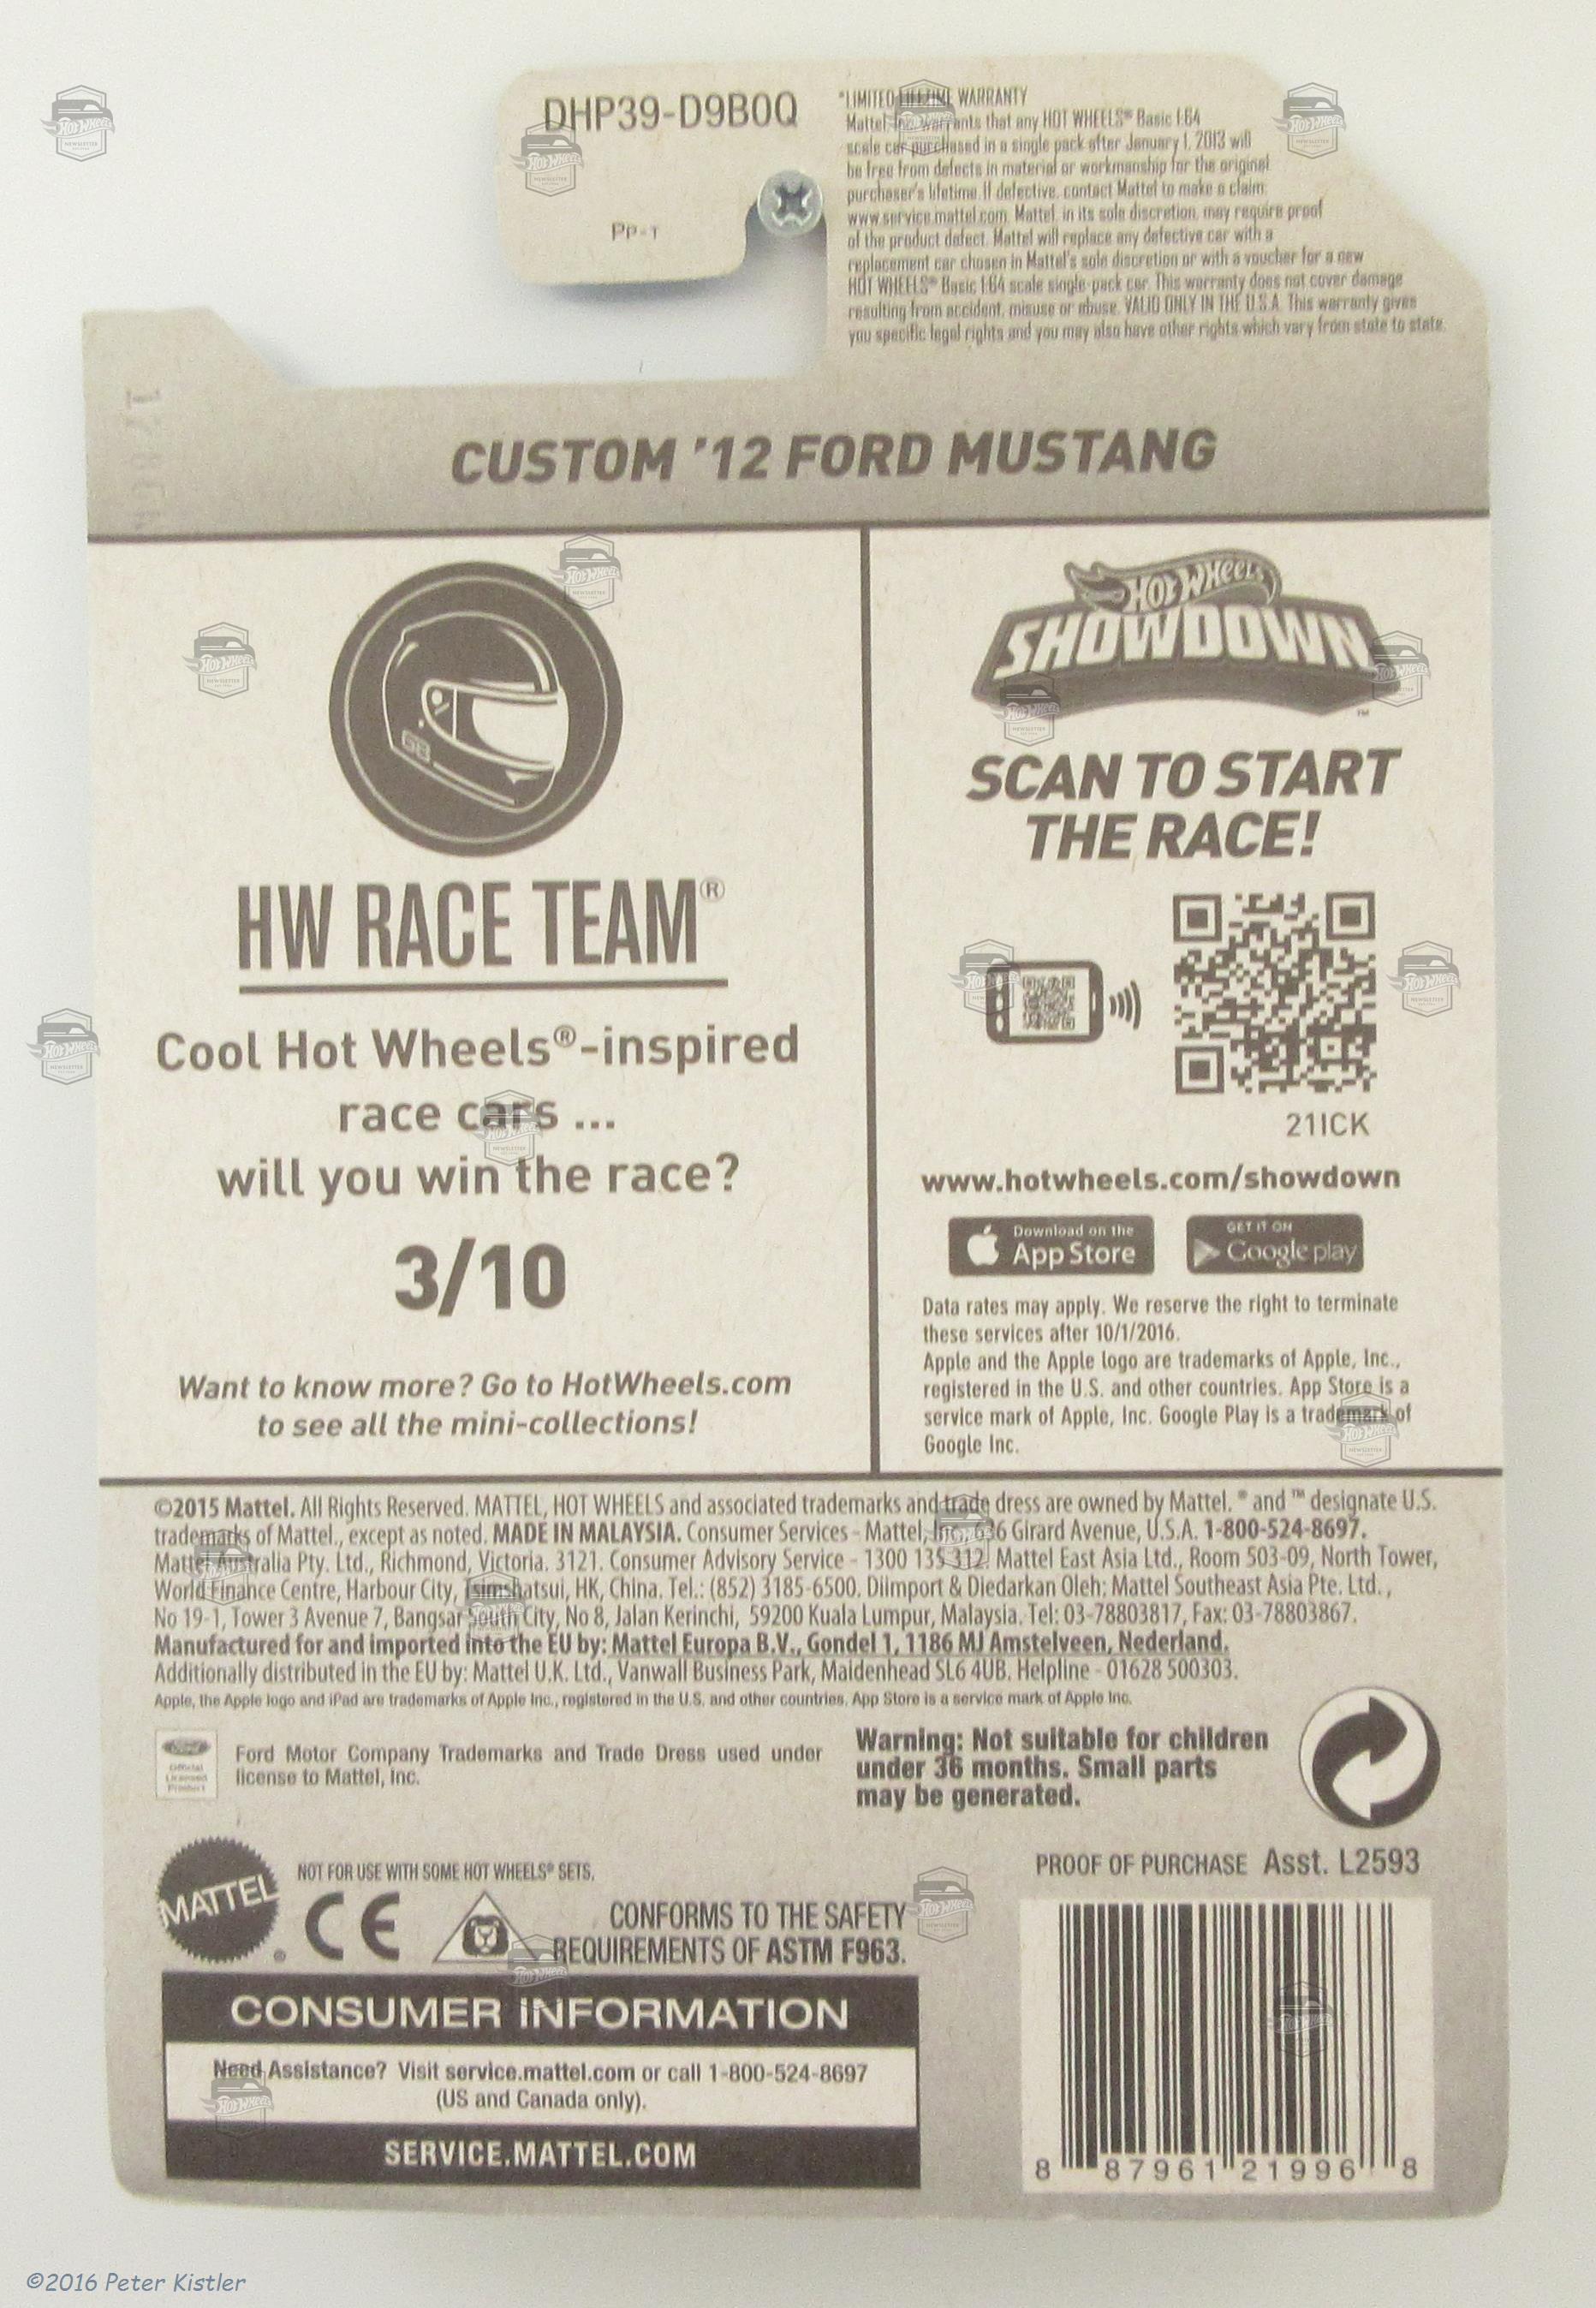 DHP39-D9B0Q
Pp-1
*LIMITED LIFETIME WARRANTY
Mattel, Inc. warrants that any HOT WHEELS® Basic 1:64
scale car purchased in a single pack after January 1, 2013 will
be free from defects in material or workmanship for the original
purchaser's lifetime. If defective, contact Mattel to make a claim:
www.service.mattel.com. Mattel, in its sole discretion, may require proof
of the product defect. Mattel will replace any defective car with a
replacement car chosen in Mattel's sole discretion or with a voucher for a new
HOT WHEELS® Basic 1:64 scale single-pack car. This warranty does not cover damage
resulting from accident, misuse or abuse. VALID ONLY IN THE U.S.A. This warranty gives
you specific legal rights and you may also have other rights which vary from state to state.
CUSTOM '12 FORD MUSTANG
68
HW RACE TEAM®
Cool Hot Wheels®-inspired
race cars ...
will you win the race?
3/10
Want to know more? Go to HotWheels.com
to see all the mini-collections!
HOT WHEELS
SHOWDOWN™
SCAN TO START
THE RACE!
21ICK
www.hotwheels.com/showdown
Download on the
App Store
GET IT ON
Google play
Data rates may apply. We reserve the right to terminate
these services after 10/1/2016.
Apple and the Apple logo are trademarks of Apple, Inc.,
registered in the U.S. and other countries. App Store is a
service mark of Apple, Inc. Google Play is a trademark of
Google Inc.
©2015 Mattel. All Rights Reserved. MATTEL, HOT WHEELS and associated trademarks and trade dress are owned by Mattel. ® and ™ designate U.S.
trademarks of Mattel., except as noted. MADE IN MALAYSIA. Consumer Services - Mattel, Inc. 636 Girard Avenue, U.S.A. 1-800-524-8697.
Mattel Australia Pty. Ltd., Richmond, Victoria. 3121. Consumer Advisory Service - 1300 135 312. Mattel East Asia Ltd., Room 503-09, North Tower,
World Finance Centre, Harbour City, Tsimshatsui, HK, China. Tel.: (852) 3185-6500. Diimport & Diedarkan Oleh: Mattel Southeast Asia Pte. Ltd.,
No 19-1, Tower 3 Avenue 7, Bangsar South City, No 8, Jalan Kerinchi, 59200 Kuala Lumpur, Malaysia. Tel: 03-78803817, Fax: 03-78803867.
Manufactured for and imported into the EU by: Mattel Europa B.V., Gondel 1, 1186 MJ Amstelveen, Nederland.
Additionally distributed in the EU by: Mattel U.K. Ltd., Vanwall Business Park, Maidenhead SL6 4UB. Helpline - 01628 500303.
Apple, the Apple logo and iPad are trademarks of Apple Inc., registered in the U.S. and other countries. App Store is a service mark of Apple Inc.
Ford
Official
Licensed
Product
Ford Motor Company Trademarks and Trade Dress used under
license to Mattel, Inc.
Warning: Not suitable for children
under 36 months. Small parts
may be generated.
MATTEL®
NOT FOR USE WITH SOME HOT WHEELS® SETS.
CE
CONFORMS TO THE SAFETY
REQUIREMENTS OF ASTM F963.
PROOF OF PURCHASE Asst. L2593
CONSUMER INFORMATION
Need Assistance? Visit service.mattel.com or call 1-800-524-8697
(US and Canada only).
SERVICE.MATTEL.COM
8 87961 21996 8
©2016 Peter Kistler